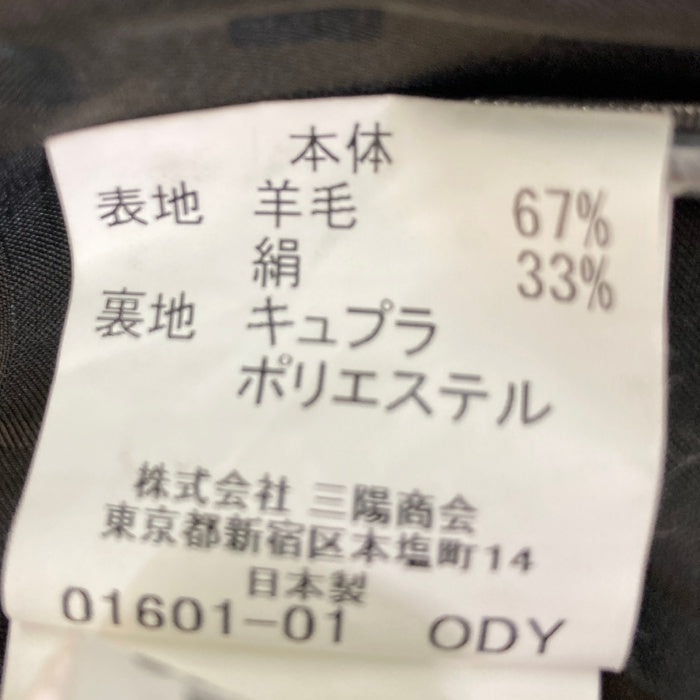 本体
表地 羊毛 67%
絹 33%
裏地 キュプラ
ポリエステル
株式会社 三陽商会
東京都新宿区本塩町14
日本製
01601-01 ODY